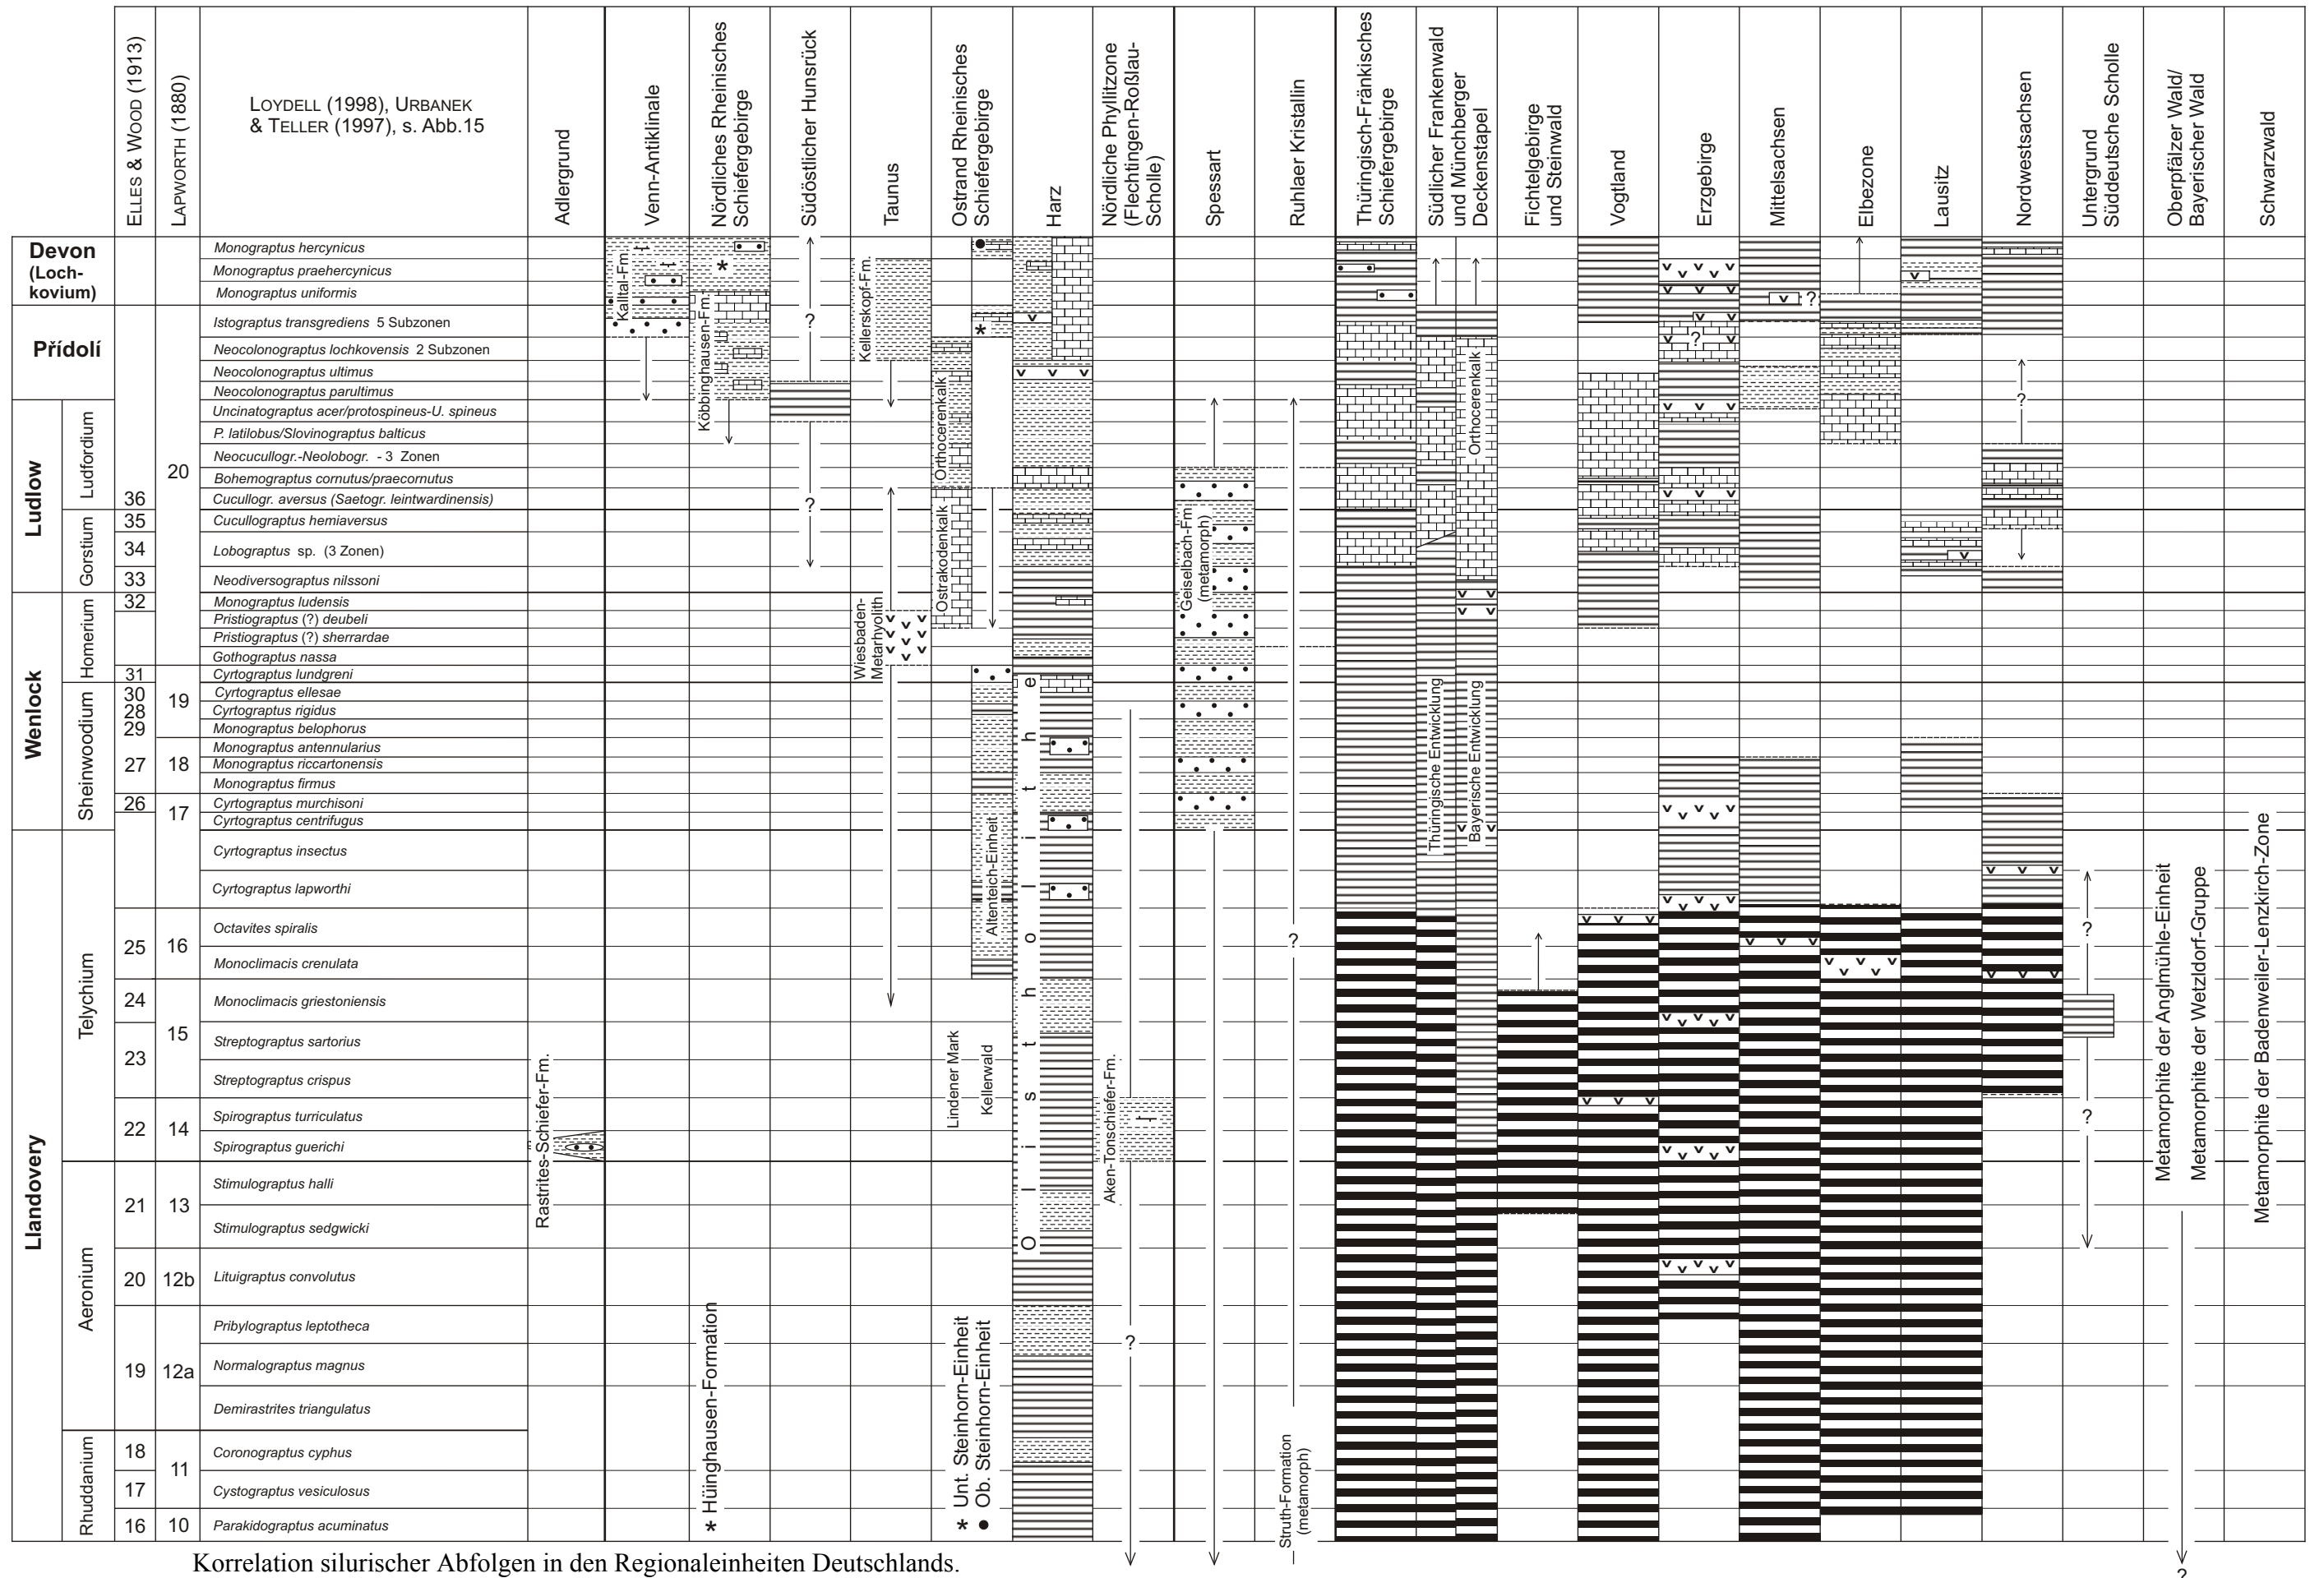 ELLES & WOOD (1913)
LAPWORTH (1880)
LOYDELL (1998), URBANEK
& TELLER (1997), s. Abb.15
Adlergrund
Venn-Antiklinale
Nördliches Rheinisches
Schiefergebirge
Südöstlicher Hunsrück
Taunus
Ostrand Rheinisches
Schiefergebirge
Harz
Nördliche Phyllitzone
(Flechtingen-Roßlau-
Scholle)
Spessart
Ruhlaer Kristallin
Thüringisch-Fränkisches
Schiefergebirge
Südlicher Frankenwald
und Münchberger
Deckenstapel
Fichtelgebirge
und Steinwald
Vogtland
Erzgebirge
Mittelsachsen
Elbezone
Lausitz
Nordwestsachsen
Untergrund
Süddeutsche Scholle
Oberpfälzer Wald/
Bayerischer Wald
Schwarzwald
Devon
(Loch-
kovium)
Přídolí
Ludlow
Wenlock
Llandovery
Ludfordium
Gorstium
Homerium
Sheinwoodium
Telychium
Aeronium
Rhuddanium
36
35
34
33
32
31
30
28
29
27
26
25
24
23
22
21
20
19
18
17
16
20
19
18
17
16
15
14
13
12b
12a
11
10
Monograptus hercynicus
Monograptus praehercynicus
Monograptus uniformis
Istograptus transgrediens 5 Subzonen
Neocolonograptus lochkovensis 2 Subzonen
Neocolonograptus ultimus
Neocolonograptus parultimus
Uncinatograptus acer/protospineus-U. spineus
P. latilobus/Slovinograptus balticus
Neocucullogr.-Neolobogr. - 3 Zonen
Bohemograptus cornutus/praecornutus
Cucullogr. aversus (Saetogr. leintwardinensis)
Cucullograptus hemiaversus
Lobograptus sp. (3 Zonen)
Neodiversograptus nilssoni
Monograptus ludensis
Pristiograptus (?) deubeli
Pristiograptus (?) sherrardae
Gothograptus nassa
Cyrtograptus lundgreni
Cyrtograptus ellesae
Cyrtograptus rigidus
Monograptus belophorus
Monograptus antennularius
Monograptus riccartonensis
Monograptus firmus
Cyrtograptus murchisoni
Cyrtograptus centrifugus
Cyrtograptus insectus
Cyrtograptus lapworthi
Octavites spiralis
Monoclimacis crenulata
Monoclimacis griestoniensis
Streptograptus sartorius
Streptograptus crispus
Spirograptus turriculatus
Spirograptus guerichi
Stimulograptus halli
Stimulograptus sedgwicki
Lituigraptus convolutus
Pribylograptus leptotheca
Normalograptus magnus
Demirastrites triangulatus
Coronograptus cyphus
Cystograptus vesiculosus
Parakidograptus acuminatus
Rastrites-Schiefer-Fm.
Kalltal-Fm.
Köbbinghausen-Fm.
* Hüinghausen-Formation
?
?
Kellerskopf-Fm.
Wiesbaden-
Metarhyolith
Orthocerenkalk
Ostrakodenkalk
Attenteich-Einheit
Lindener Mark
Kellerwald
* Unt. Steinhorn-Einheit
● Ob. Steinhorn-Einheit
Olisthostrolithe
Aken-Tonschiefer-Fm.
?
Geiselbach-Fm
(metamorph)
?
Struth-Formation
(metamorph)
Thüringische Entwicklung
Bayerische Entwicklung
Orthocerenkalk
?
?
?
?
?
Metamorphite der Anglmühle-Einheit
Metamorphite der Wetzldorf-Gruppe
?
Metamorphite der Badenweiler-Lenzkirch-Zone
Korrelation silurischer Abfolgen in den Regionaleinheiten Deutschlands.